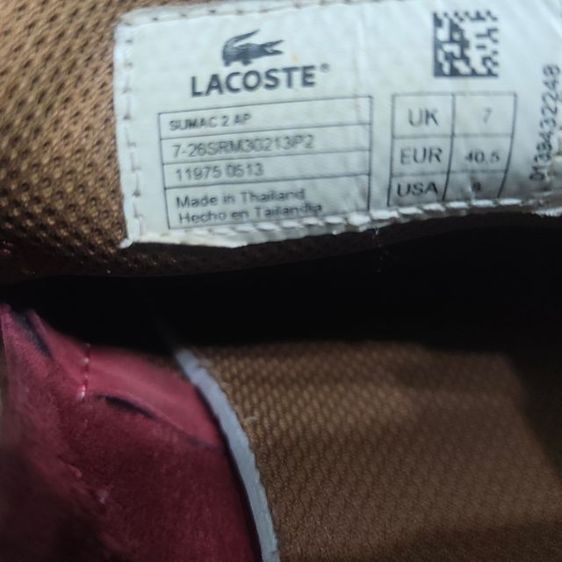 LACOSTE®
SUMAC 2 AP
7-26SRM30213P2
11975 0513
Made in Thailand
Hecho en Tailandia
UK 7
EUR 40.5
USA 8